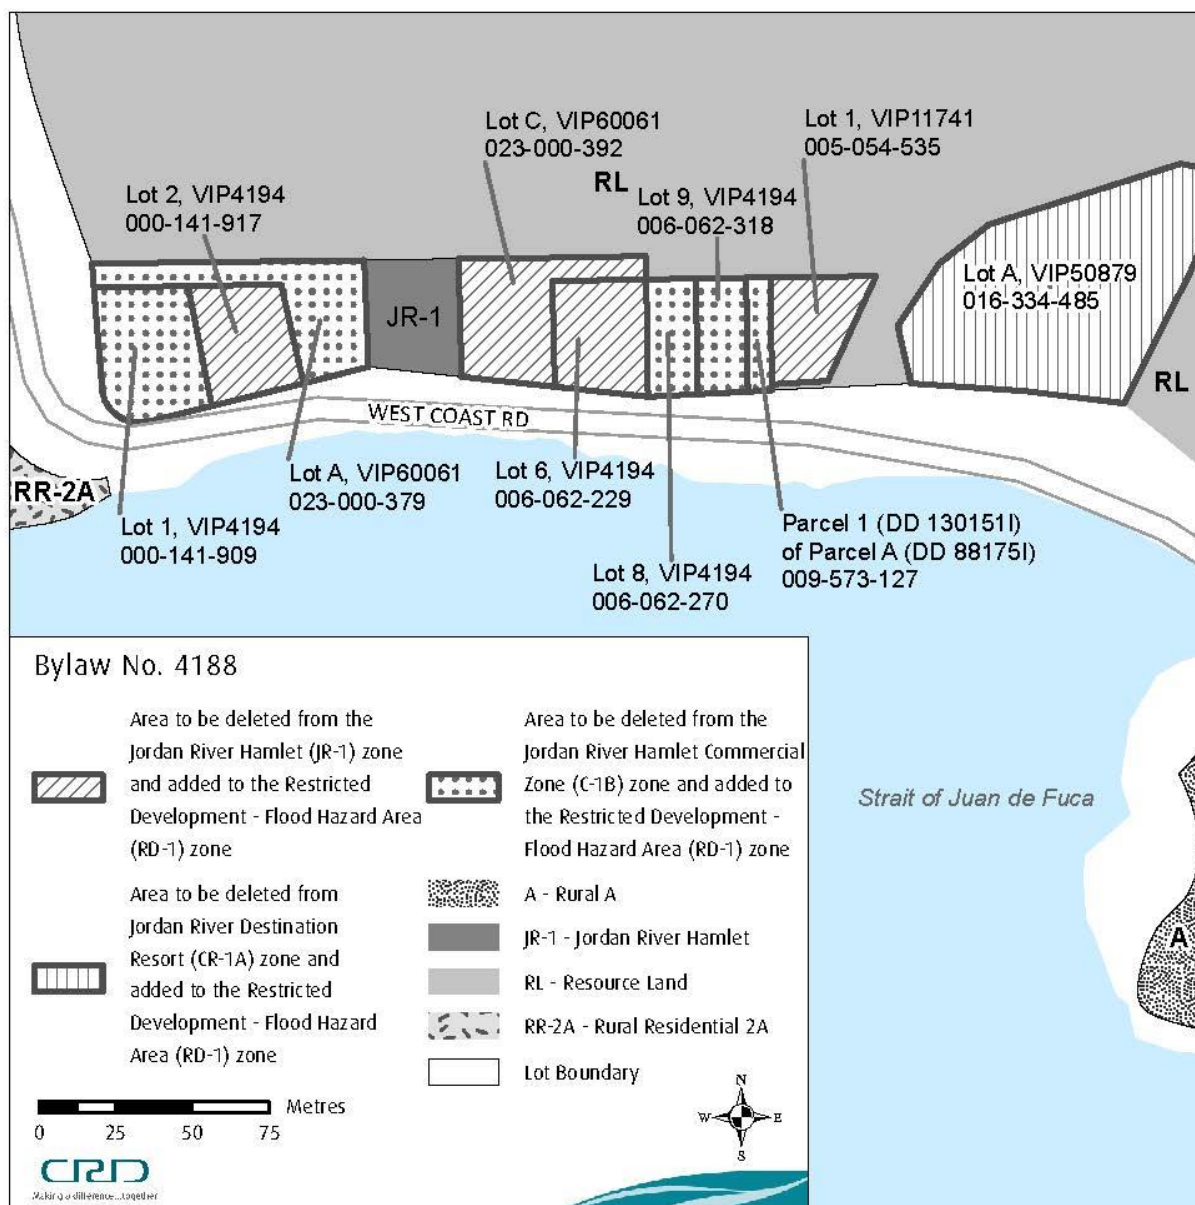 Lot C, VIP60061
023-000-392
Lot 1, VIP11741
005-054-535
RL
Lot 2, VIP4194
000-141-917
Lot 9, VIP4194
006-062-318
Lot A, VIP50879
016-334-485
JR-1
RL
WEST COAST RD
RR-2A
Lot A, VIP60061
023-000-379
Lot 6, VIP4194
006-062-229
Lot 1, VIP4194
000-141-909
Parcel 1 (DD 130151I)
of Parcel A (DD 88175I)
009-573-127
Lot 8, VIP4194
006-062-270
Bylaw No. 4188
Area to be deleted from the
Jordan River Hamlet (JR-1) zone
and added to the Restricted
Development - Flood Hazard Area
(RD-1) zone
Area to be deleted from the
Jordan River Hamlet Commercial
Zone (C-1B) zone and added to
the Restricted Development -
Flood Hazard Area (RD-1) zone
Area to be deleted from
Jordan River Destination
Resort (CR-1A) zone and
added to the Restricted
Development - Flood Hazard
Area (RD-1) zone
A - Rural A
JR-1 - Jordan River Hamlet
RL - Resource Land
RR-2A - Rural Residential 2A
Lot Boundary
Strait of Juan de Fuca
A
Metres
0 25 50 75
N
W E
S
CRD
Making a difference...together